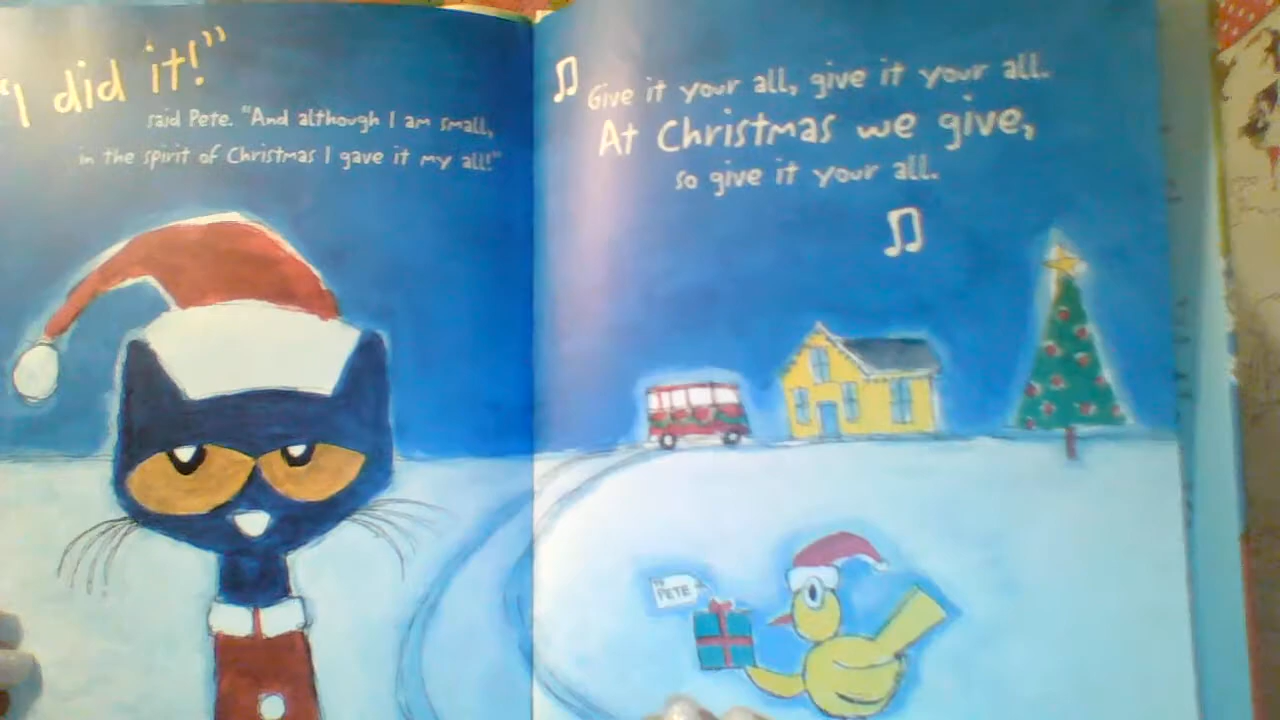 "I did it!"
said Pete. "And although I am small,
in the spirit of Christmas I gave it my all!"
Give it your all, give it your all.
At Christmas we give,
so give it your all.
TO
PETE